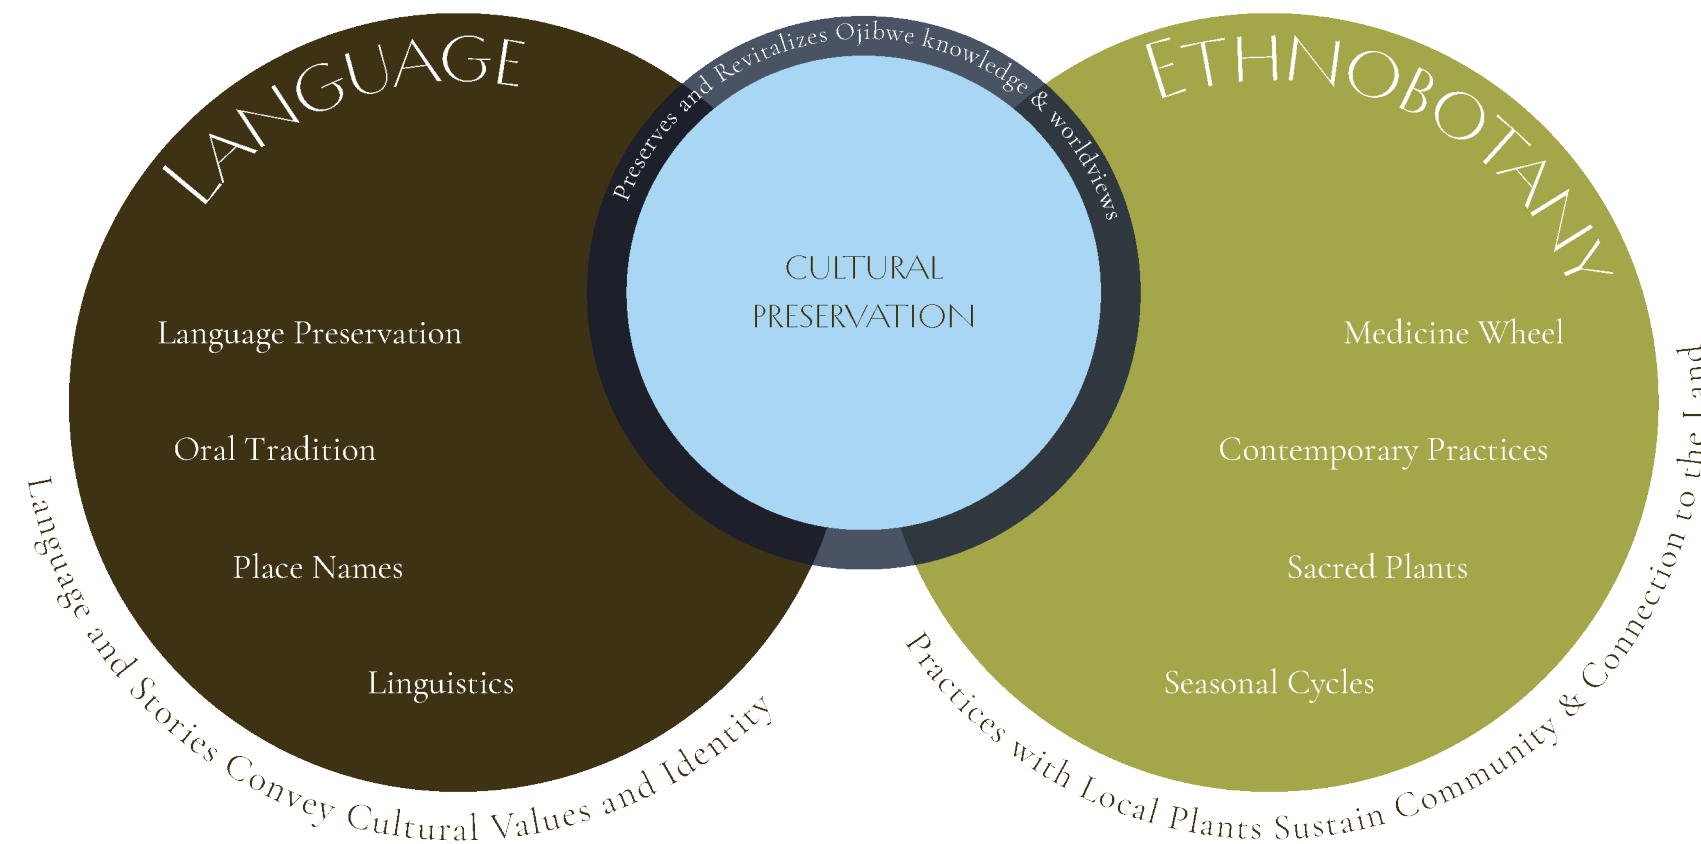 LANGUAGE
Language Preservation
Oral Tradition
Place Names
Linguistics
Language and Stories Convey Cultural Values and Identity
Preserves and Revitalizes Ojibwe knowledge & worldviews
CULTURAL
PRESERVATION
ETHNOBOTANY
Medicine Wheel
Contemporary Practices
Sacred Plants
Seasonal Cycles
Practices with Local Plants Sustain Community & Connection to the Land